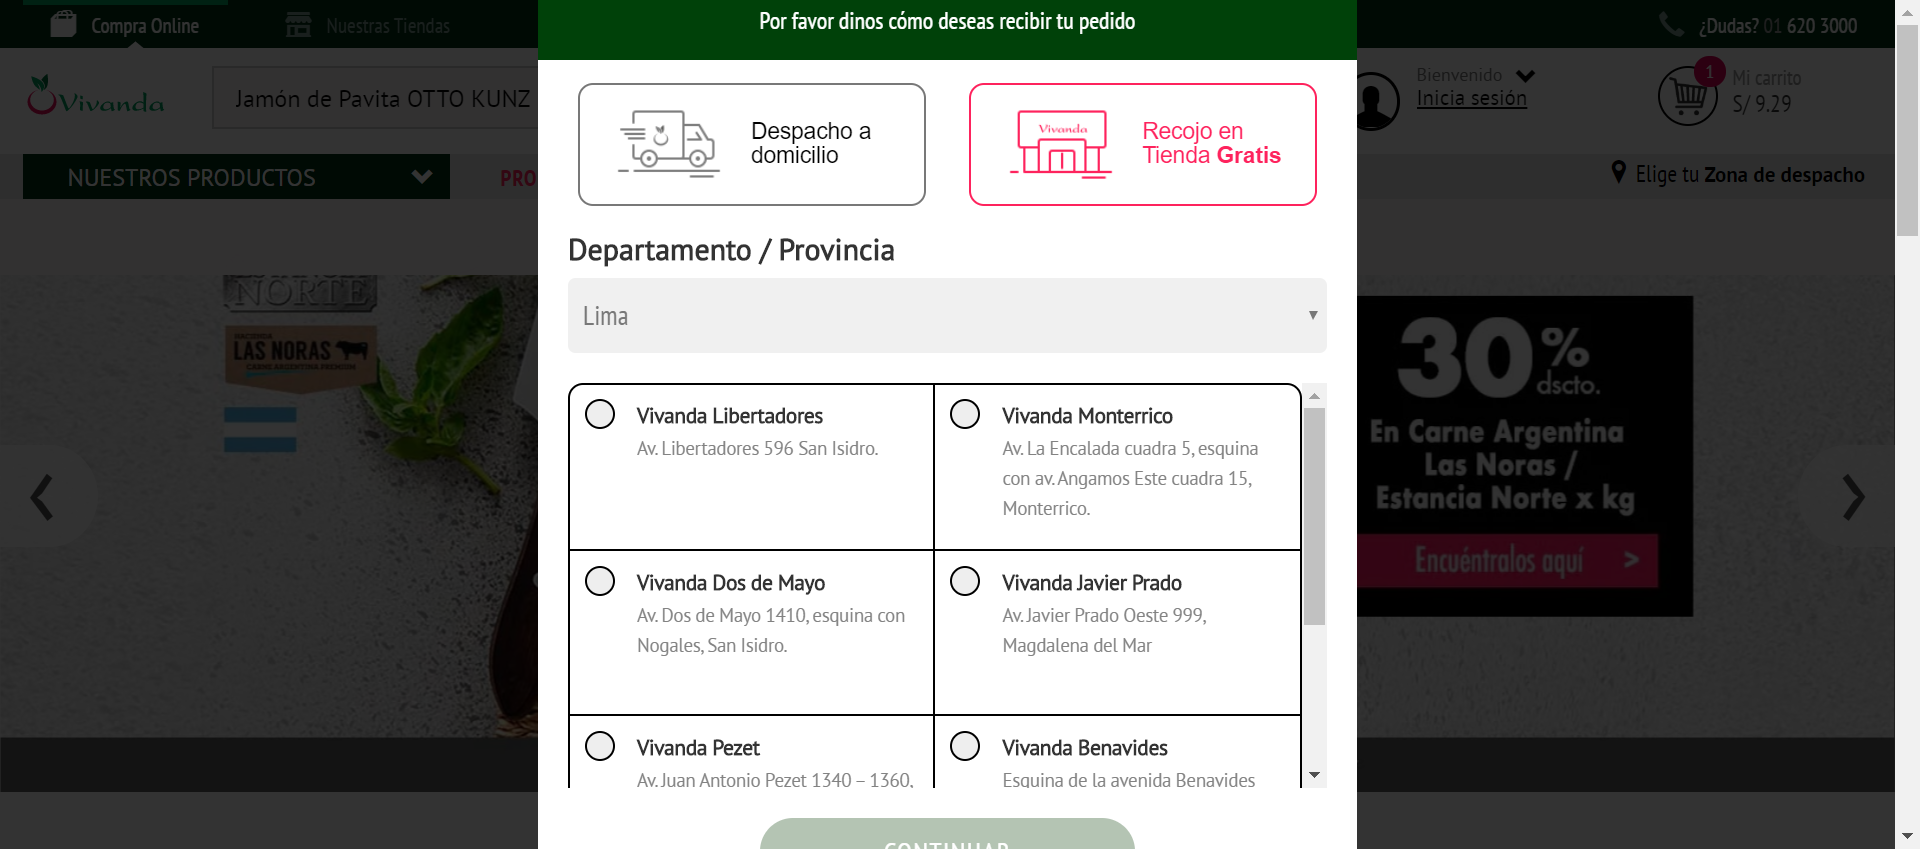 Compra Online
Nuestras Tiendas
Por favor dinos cómo deseas recibir tu pedido
¿Dudas? 01 620 3000
Vivanda
Jamón de Pavita OTTO KUNZ
Bienvenido
Inicia sesión
1
Mi carrito
S/ 9.29
Despacho a
domicilio
Vivanda
Recojo en
Tienda Gratis
NUESTROS PRODUCTOS
PRO
Elige tu Zona de despacho
Departamento / Provincia
Lima
NORTE
LAS NORAS
CARNE ARGENTINA PREMIUM
30% dscto.
En Carne Argentina
Las Noras /
Estancia Norte x kg
Encuéntralos aquí >
Vivanda Libertadores
Av. Libertadores 596 San Isidro.
Vivanda Monterrico
Av. La Encalada cuadra 5, esquina
con av. Angamos Este cuadra 15,
Monterrico.
Vivanda Dos de Mayo
Av. Dos de Mayo 1410, esquina con
Nogales, San Isidro.
Vivanda Javier Prado
Av. Javier Prado Oeste 999,
Magdalena del Mar
Vivanda Pezet
Av. Juan Antonio Pezet 1340 – 1360,
Vivanda Benavides
Esquina de la avenida Benavides
CONTINUAR